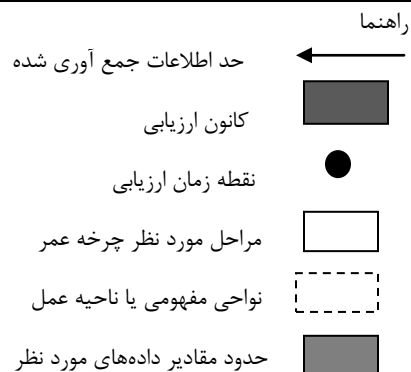 راهنما
حد اطلاعات جمع آوری شده
کانون ارزیابی
نقطه زمان ارزیابی
مراحل مورد نظر چرخه عمر
نواحی مفهومی یا ناحیه عمل
حدود مقادیر داده‌های مورد نظر